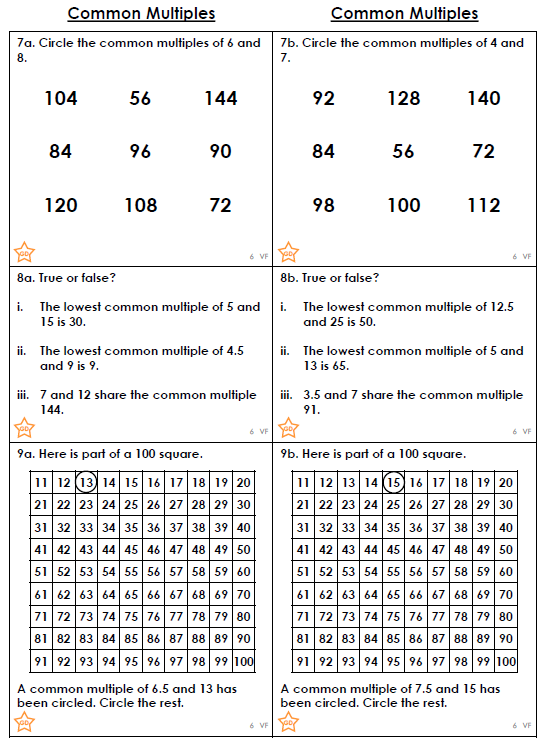 Common Multiples
Common Multiples
7a. Circle the common multiples of 6 and
8.
104 56 144
84 96 90
120 108 72
GD
6 VF
7b. Circle the common multiples of 4 and
7.
92 128 140
84 56 72
98 100 112
GD
6 VF
8a. True or false?
i. The lowest common multiple of 5 and
15 is 30.
ii. The lowest common multiple of 4.5
and 9 is 9.
iii. 7 and 12 share the common multiple
144.
GD
6 VF
8b. True or false?
i. The lowest common multiple of 12.5
and 25 is 50.
ii. The lowest common multiple of 5 and
13 is 65.
iii. 3.5 and 7 share the common multiple
91.
GD
6 VF
9a. Here is part of a 100 square.
11 12 13 14 15 16 17 18 19 20
21 22 23 24 25 26 27 28 29 30
31 32 33 34 35 36 37 38 39 40
41 42 43 44 45 46 47 48 49 50
51 52 53 54 55 56 57 58 59 60
61 62 63 64 65 66 67 68 69 70
71 72 73 74 75 76 77 78 79 80
81 82 83 84 85 86 87 88 89 90
91 92 93 94 95 96 97 98 99 100
A common multiple of 6.5 and 13 has
been circled. Circle the rest.
GD
6 VF
9b. Here is part of a 100 square.
11 12 13 14 15 16 17 18 19 20
21 22 23 24 25 26 27 28 29 30
31 32 33 34 35 36 37 38 39 40
41 42 43 44 45 46 47 48 49 50
51 52 53 54 55 56 57 58 59 60
61 62 63 64 65 66 67 68 69 70
71 72 73 74 75 76 77 78 79 80
81 82 83 84 85 86 87 88 89 90
91 92 93 94 95 96 97 98 99 100
A common multiple of 7.5 and 15 has
been circled. Circle the rest.
GD
6 VF